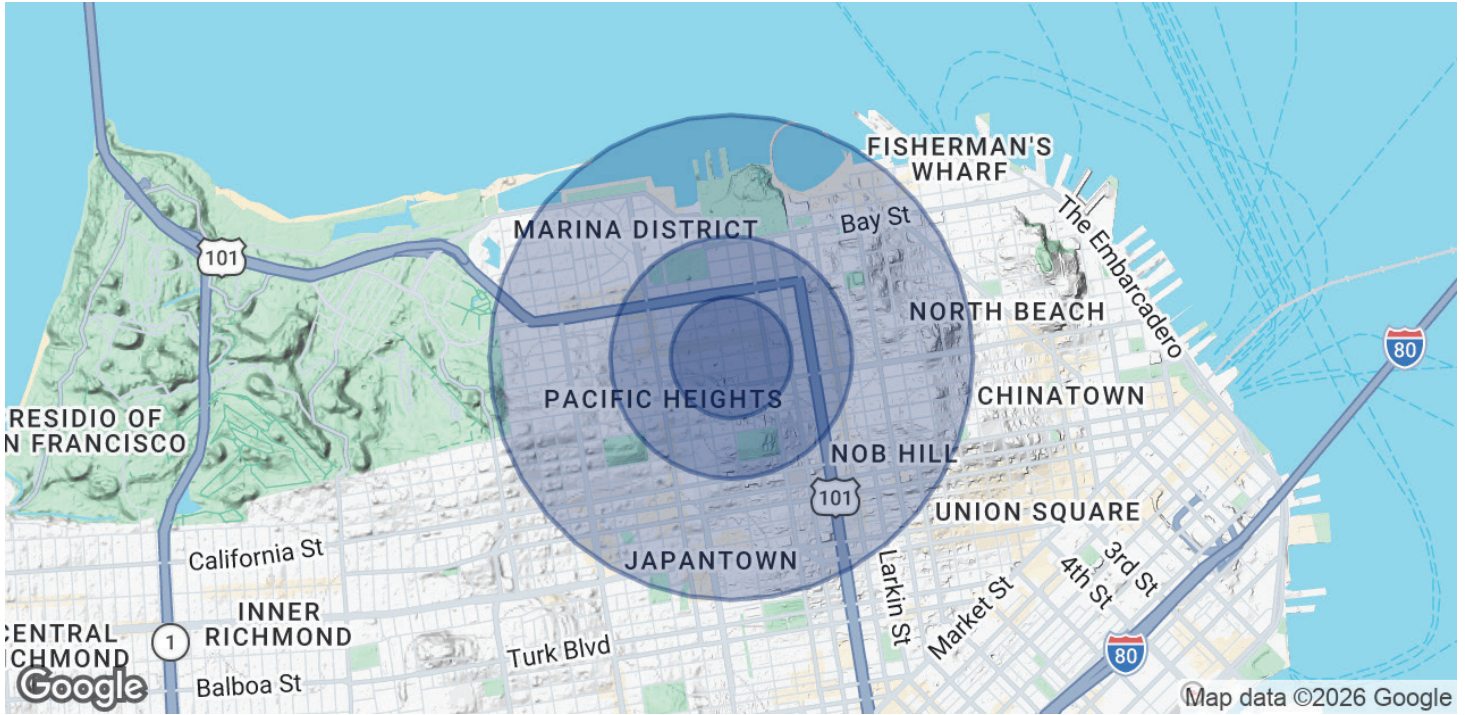 FISHERMAN'S
WHARF
MARINA DISTRICT
Bay St
The Embarcadero
101
NORTH BEACH
80
PACIFIC HEIGHTS
CHINATOWN
RESIDIO OF
N FRANCISCO
NOB HILL
101
UNION SQUARE
California St
JAPANTOWN
Larkin St
3rd St
4th St
Market St
INNER
RICHMOND
CENTRAL
ICHMOND
1
Turk Blvd
80
Balboa St
Google
Map data ©2026 Google